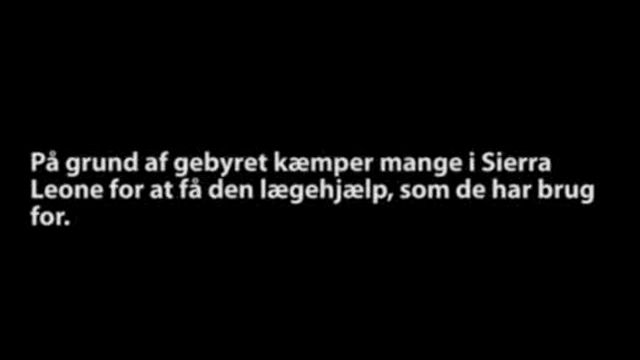 På grund af gebyret kæmper mange i Sierra
Leone for at få den lægehjælp, som de har brug
for.